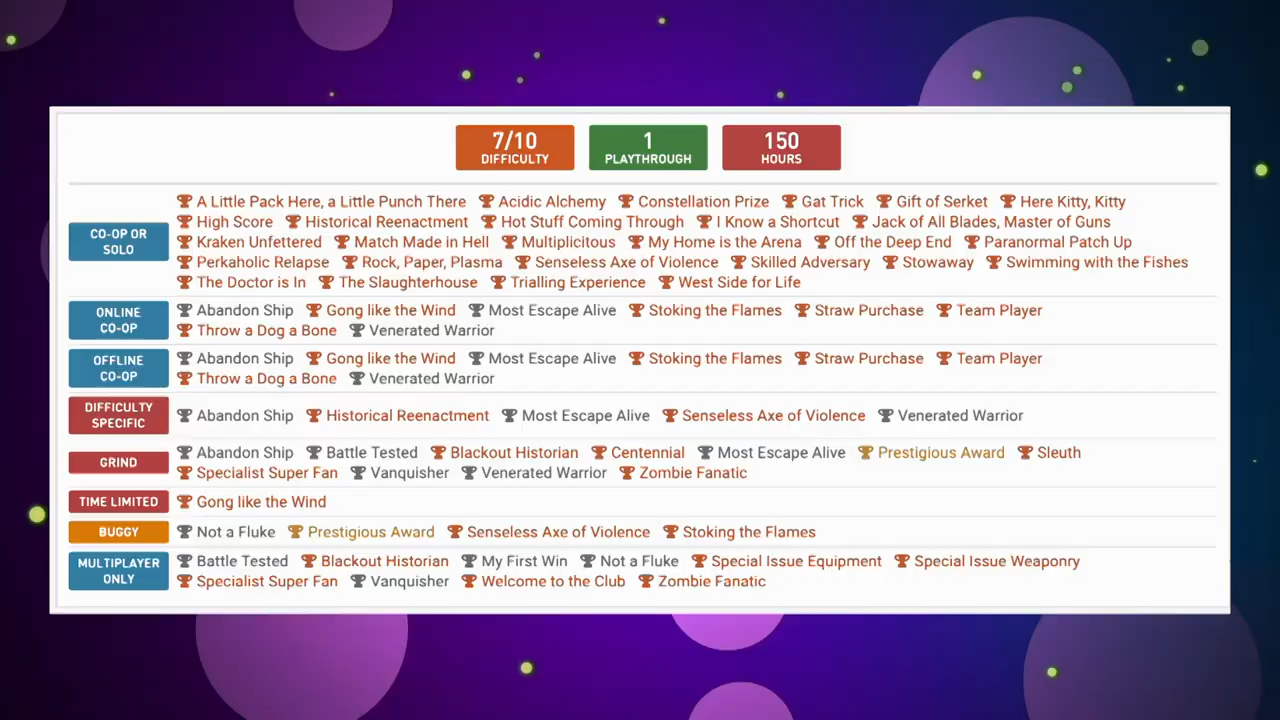 7/10
DIFFICULTY
1
PLAYTHROUGH
150
HOURS
CO-OP OR
SOLO
A Little Pack Here, a Little Punch There Acidic Alchemy Constellation Prize Gat Trick Gift of Serket Here Kitty, Kitty
High Score Historical Reenactment Hot Stuff Coming Through I Know a Shortcut Jack of All Blades, Master of Guns
Kraken Unfettered Match Made in Hell Multiplicitous My Home is the Arena Off the Deep End Paranormal Patch Up
Perkaholic Relapse Rock, Paper, Plasma Senseless Axe of Violence Skilled Adversary Stowaway Swimming with the Fishes
The Doctor is In The Slaughterhouse Trialling Experience West Side for Life
ONLINE
CO-OP
Abandon Ship Gong like the Wind Most Escape Alive Stoking the Flames Straw Purchase Team Player
Throw a Dog a Bone Venerated Warrior
OFFLINE
CO-OP
Abandon Ship Gong like the Wind Most Escape Alive Stoking the Flames Straw Purchase Team Player
Throw a Dog a Bone Venerated Warrior
DIFFICULTY
SPECIFIC
Abandon Ship Historical Reenactment Most Escape Alive Senseless Axe of Violence Venerated Warrior
GRIND
Abandon Ship Battle Tested Blackout Historian Centennial Most Escape Alive Prestigious Award Sleuth
Specialist Super Fan Vanquisher Venerated Warrior Zombie Fanatic
TIME LIMITED
Gong like the Wind
BUGGY
Not a Fluke Prestigious Award Senseless Axe of Violence Stoking the Flames
MULTIPLAYER
ONLY
Battle Tested Blackout Historian My First Win Not a Fluke Special Issue Equipment Special Issue Weaponry
Specialist Super Fan Vanquisher Welcome to the Club Zombie Fanatic